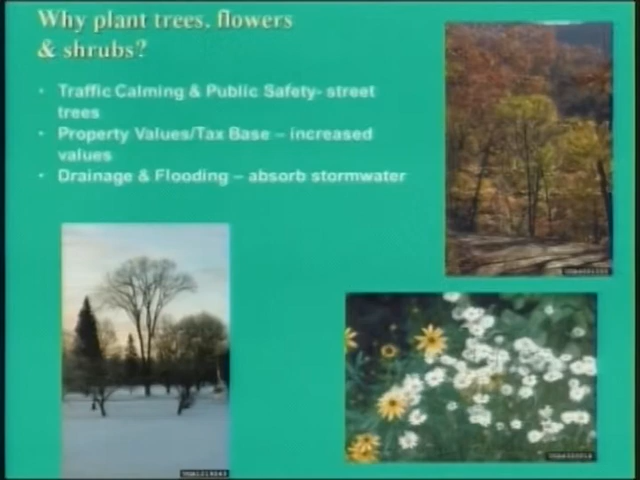 Why plant trees, flowers
& shrubs?
• Traffic Calming & Public Safety- street
trees
• Property Values/Tax Base – increased
values
• Drainage & Flooding – absorb stormwater